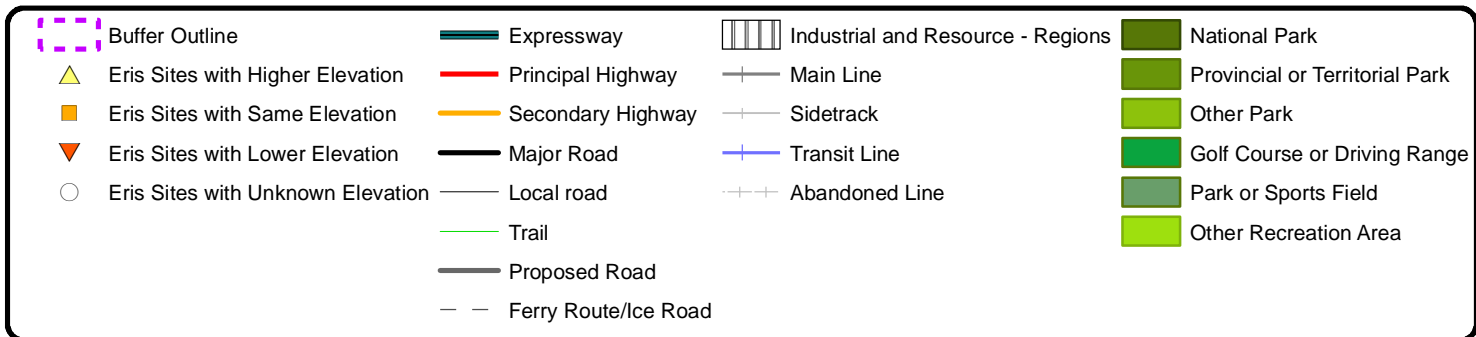 Buffer Outline
Eris Sites with Higher Elevation
Eris Sites with Same Elevation
Eris Sites with Lower Elevation
Eris Sites with Unknown Elevation
Expressway
Principal Highway
Secondary Highway
Major Road
Local road
Trail
Proposed Road
Ferry Route/Ice Road
Industrial and Resource - Regions
Main Line
Sidetrack
Transit Line
Abandoned Line
National Park
Provincial or Territorial Park
Other Park
Golf Course or Driving Range
Park or Sports Field
Other Recreation Area